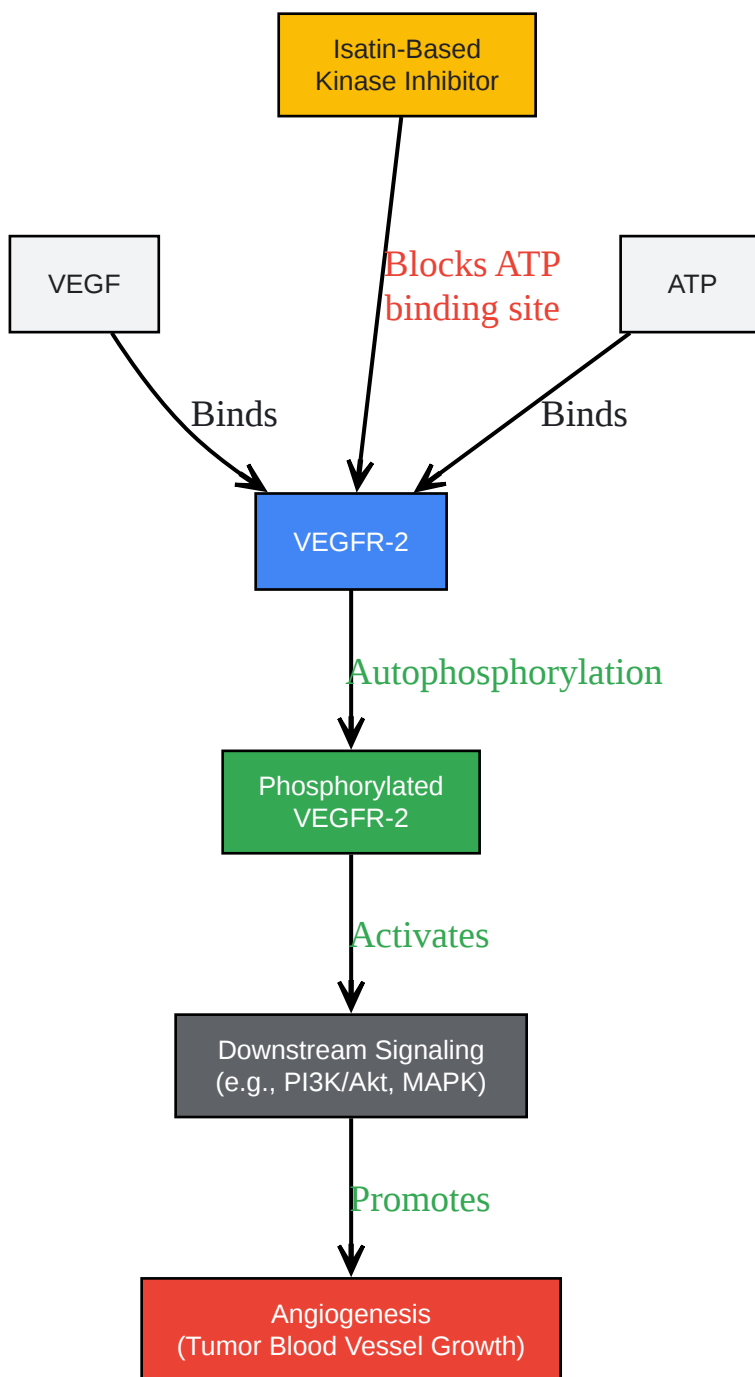 Isatin-Based
Kinase Inhibitor
Blocks ATP
binding site
VEGF
ATP
Binds
Binds
VEGFR-2
Autophosphorylation
Phosphorylated
VEGFR-2
Activates
Downstream Signaling
(e.g., PI3K/Akt, MAPK)
Promotes
Angiogenesis
(Tumor Blood Vessel Growth)